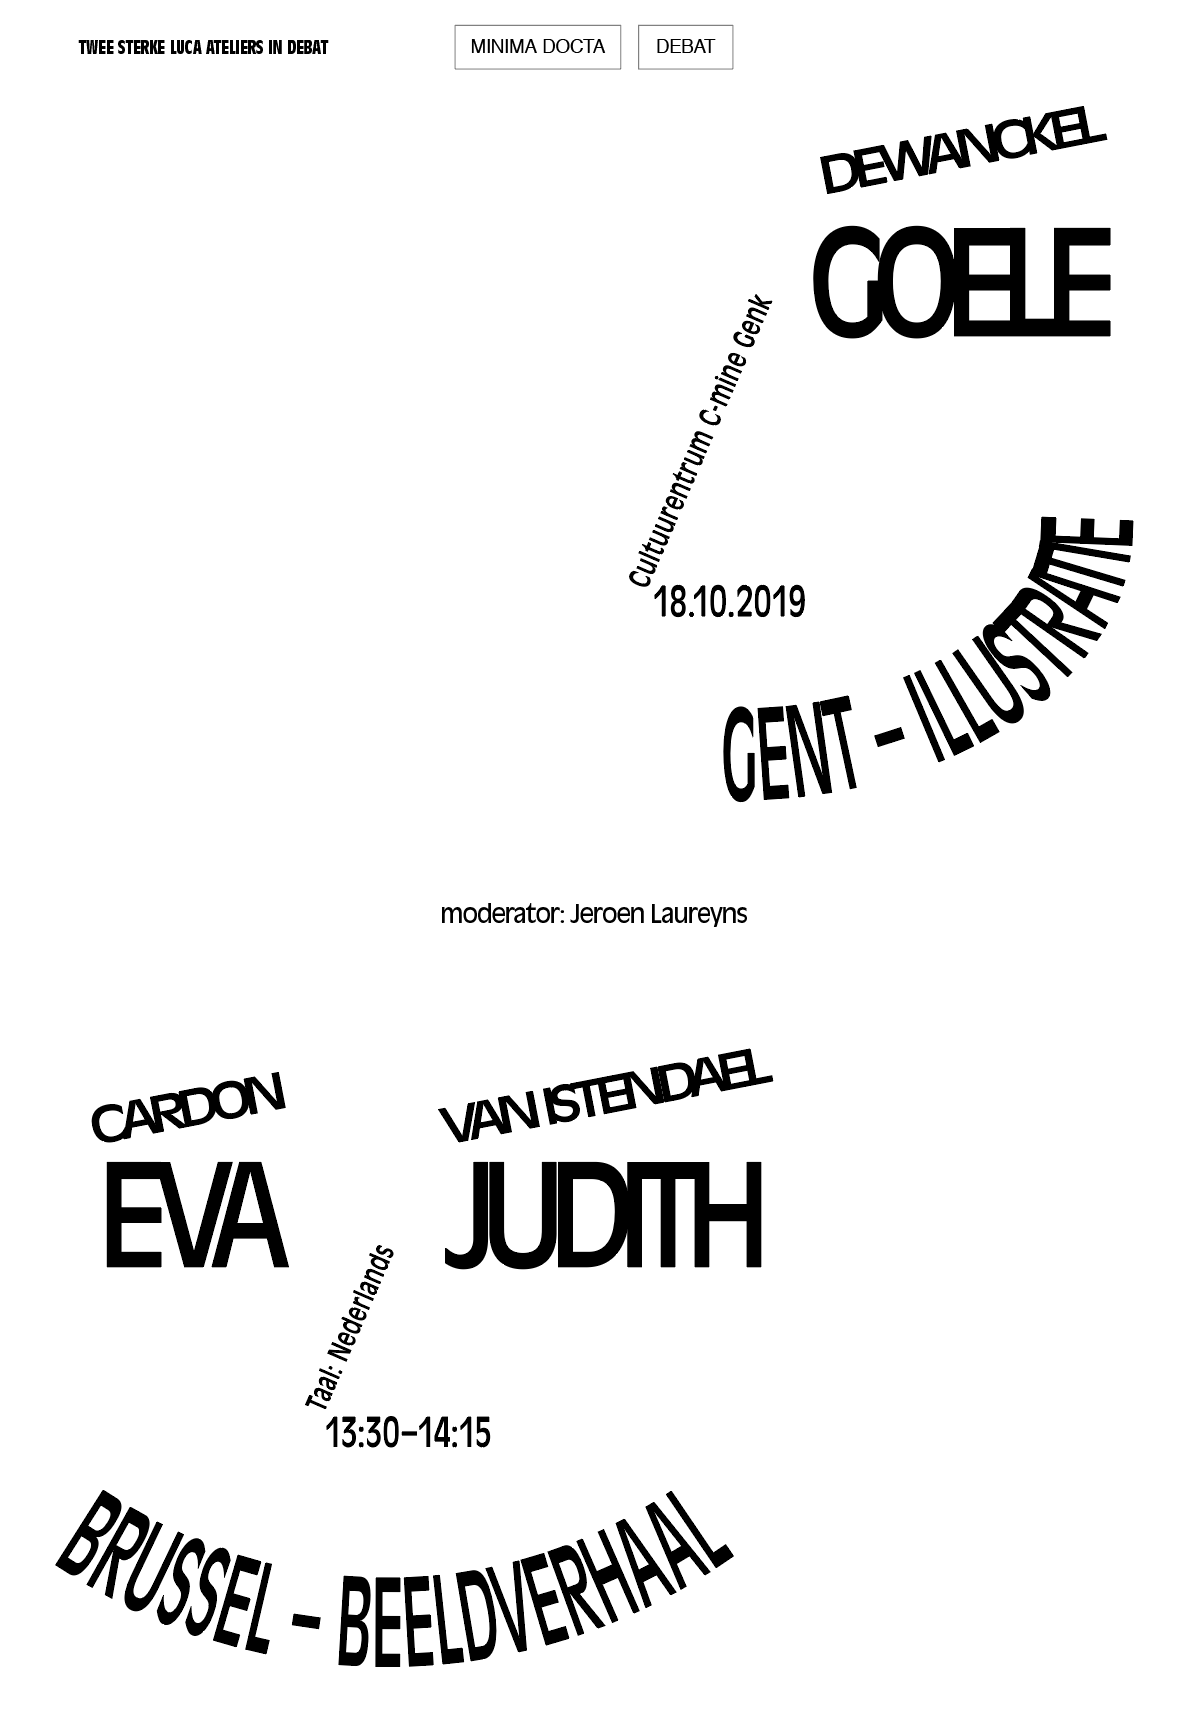 TWEE STERKE LUCA ATELIERS IN DEBAT
MINIMA DOCTA
DEBAT
DEWANCKEL
GOELE
Cultuurentrum C-mine Genk
18.10.2019
GENT – ILLUSTRATIE
moderator: Jeroen Laureyns
CARDON
EVA
VAN ISTENDAEL
JUDITH
Taal: Nederlands
13:30–14:15
BRUSSEL – BEELDVERHAAL